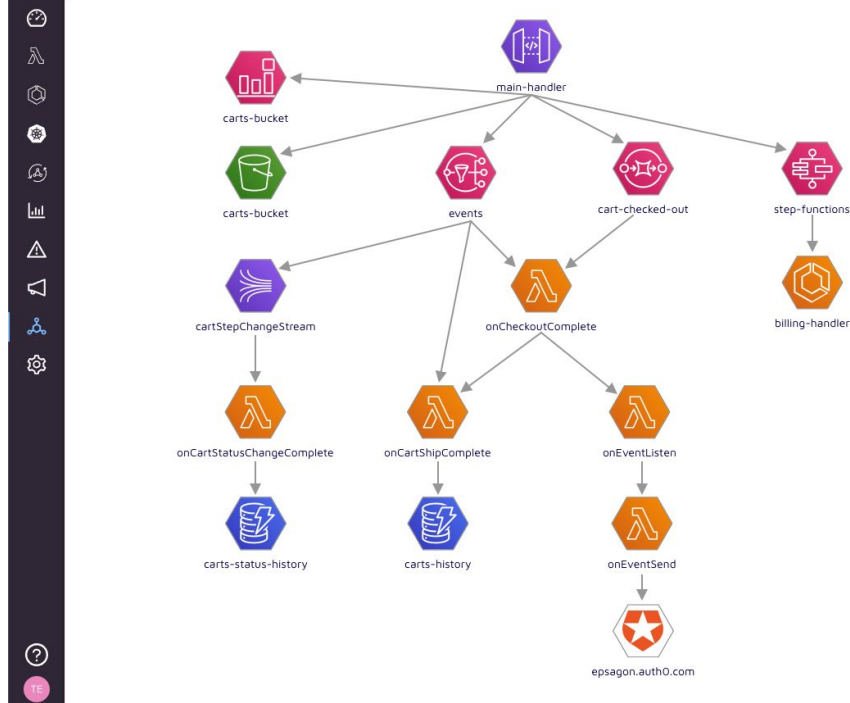 main-handler
carts-bucket
carts-bucket
events
cart-checked-out
step-functions
cartStepChangeStream
onCheckoutComplete
billing-handler
onCartStatusChangeComplete
onCartShipComplete
onEventListen
carts-status-history
carts-history
onEventSend
epsagon.auth0.com
TE